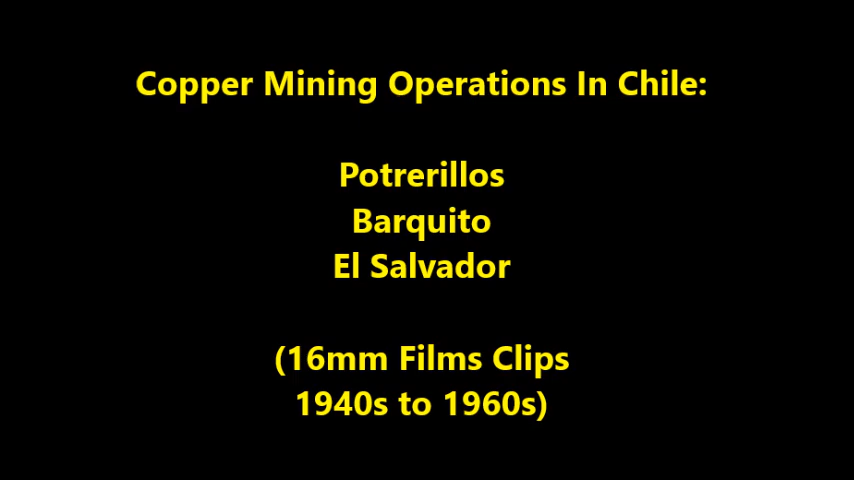 Copper Mining Operations In Chile:
Potrerillos
Barquito
El Salvador
(16mm Films Clips
1940s to 1960s)